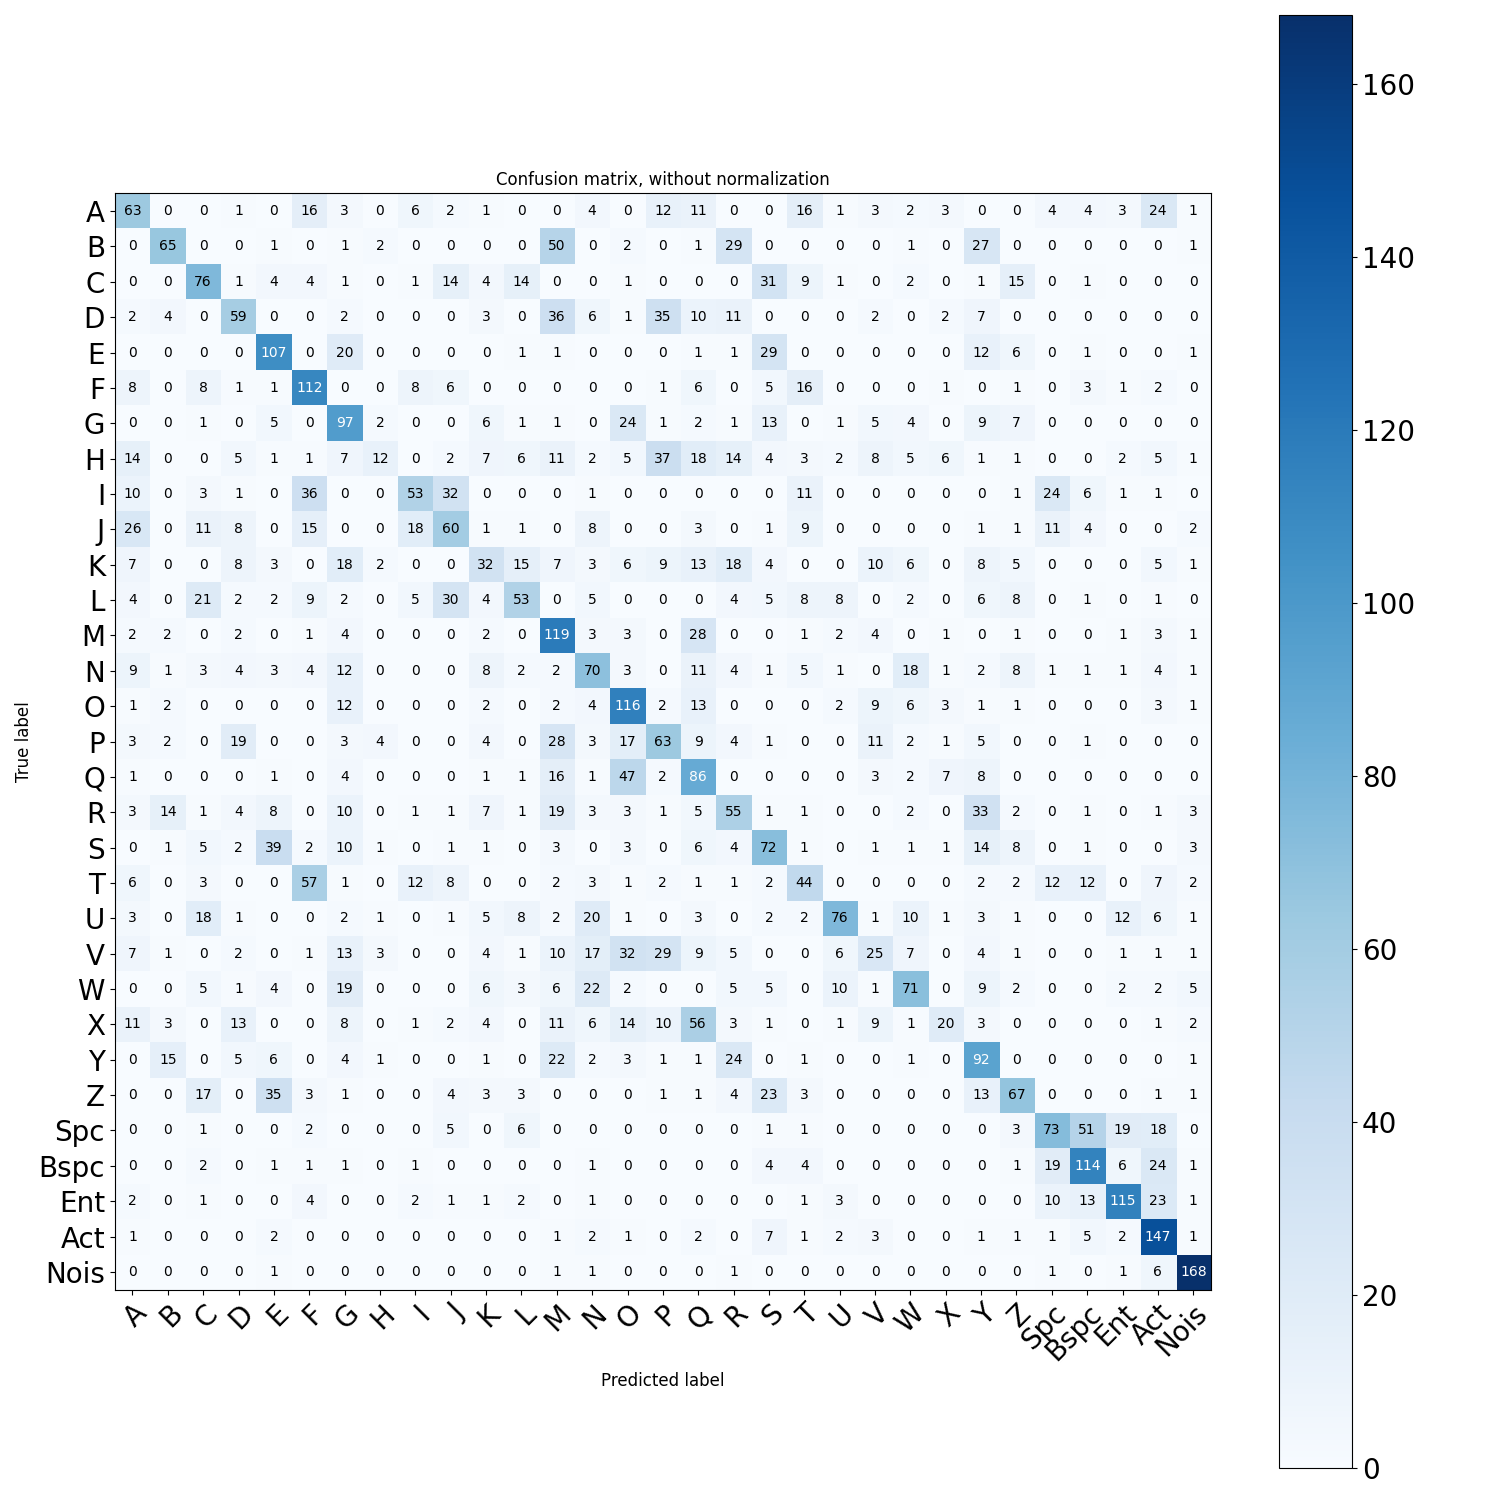 Confusion matrix, without normalization
A 63 0 0 1 0 16 3 0 6 2 1 0 0 4 0 12 11 0 0 16 1 3 2 3 0 0 4 4 3 24 1
B 0 65 0 0 1 0 1 2 0 0 0 0 50 0 2 0 1 29 0 0 0 0 1 0 27 0 0 0 0 0 1
C 0 0 76 1 4 4 1 0 1 14 4 14 0 0 1 0 0 0 31 9 1 0 2 0 1 15 0 1 0 0 0
D 2 4 0 59 0 0 2 0 0 0 3 0 36 6 1 35 10 11 0 0 0 2 0 2 7 0 0 0 0 0 0
E 0 0 0 0 107 0 20 0 0 0 0 1 1 0 0 0 1 1 29 0 0 0 0 0 12 6 0 1 0 0 1
F 8 0 8 1 1 112 0 0 8 6 0 0 0 0 0 1 6 0 5 16 0 0 0 1 0 1 0 3 1 2 0
G 0 0 1 0 5 0 97 2 0 0 6 1 1 0 24 1 2 1 13 0 1 5 4 0 9 7 0 0 0 0 0
H 14 0 0 5 1 1 7 12 0 2 7 6 11 2 5 37 18 14 4 3 2 8 5 6 1 1 0 0 2 5 1
I 10 0 3 1 0 36 0 0 53 32 0 0 0 1 0 0 0 0 0 11 0 0 0 0 0 1 24 6 1 1 0
J 26 0 11 8 0 15 0 0 18 60 1 1 0 8 0 0 3 0 1 9 0 0 0 0 1 1 11 4 0 0 2
K 7 0 0 8 3 0 18 2 0 0 32 15 7 3 6 9 13 18 4 0 0 10 6 0 8 5 0 0 0 5 1
L 4 0 21 2 2 9 2 0 5 30 4 53 0 5 0 0 0 4 5 8 8 0 2 0 6 8 0 1 0 1 0
M 2 2 0 2 0 1 4 0 0 0 2 0 119 3 3 0 28 0 0 1 2 4 0 1 0 1 0 0 1 3 1
N 9 1 3 4 3 4 12 0 0 0 8 2 2 70 3 0 11 4 1 5 1 0 18 1 2 8 1 1 1 4 1
O 1 2 0 0 0 0 12 0 0 0 2 0 2 4 116 2 13 0 0 0 2 9 6 3 1 1 0 0 0 3 1
P 3 2 0 19 0 0 3 4 0 0 4 0 28 3 17 63 9 4 1 0 0 11 2 1 5 0 0 1 0 0 0
Q 1 0 0 0 1 0 4 0 0 0 1 1 16 1 47 2 86 0 0 0 0 3 2 7 8 0 0 0 0 0 0
R 3 14 1 4 8 0 10 0 1 1 7 1 19 3 3 1 5 55 1 1 0 0 2 0 33 2 0 1 0 1 3
S 0 1 5 2 39 2 10 1 0 1 1 0 3 0 3 0 6 4 72 1 0 1 1 1 14 8 0 1 0 0 3
T 6 0 3 0 0 57 1 0 12 8 0 0 2 3 1 2 1 1 2 44 0 0 0 0 2 2 12 12 0 7 2
U 3 0 18 1 0 0 2 1 0 1 5 8 2 20 1 0 3 0 2 2 76 1 10 1 3 1 0 0 12 6 1
V 7 1 0 2 0 1 13 3 0 0 4 1 10 17 32 29 9 5 0 0 6 25 7 0 4 1 0 0 1 1 1
W 0 0 5 1 4 0 19 0 0 0 6 3 6 22 2 0 0 5 5 0 10 1 71 0 9 2 0 0 2 2 5
X 11 3 0 13 0 0 8 0 1 2 4 0 11 6 14 10 56 3 1 0 1 9 1 20 3 0 0 0 0 1 2
Y 0 15 0 5 6 0 4 1 0 0 1 0 22 2 3 1 1 24 0 1 0 0 1 0 92 0 0 0 0 0 1
Z 0 0 17 0 35 3 1 0 0 4 3 3 0 0 0 1 1 4 23 3 0 0 0 0 13 67 0 0 0 1 1
Spc 0 0 1 0 0 2 0 0 0 5 0 6 0 0 0 0 0 0 1 1 0 0 0 0 0 3 73 51 19 18 0
Bspc 0 0 2 0 1 1 1 0 1 0 0 0 0 1 0 0 0 0 4 4 0 0 0 0 0 1 19 114 6 24 1
Ent 2 0 1 0 0 4 0 0 2 1 1 2 0 1 0 0 0 0 0 1 3 0 0 0 0 0 10 13 115 23 1
Act 1 0 0 0 2 0 0 0 0 0 0 0 1 2 1 0 2 0 7 1 2 3 0 0 1 1 1 5 2 147 1
Nois 0 0 0 0 1 0 0 0 0 0 0 0 1 1 0 0 0 1 0 0 0 0 0 0 0 0 1 0 1 6 168
A B C D E F G H I J K L M N O P Q R S T U V W X Y Z Spc Bspc Ent Act Nois
Predicted label
True label
160
140
120
100
80
60
40
20
0